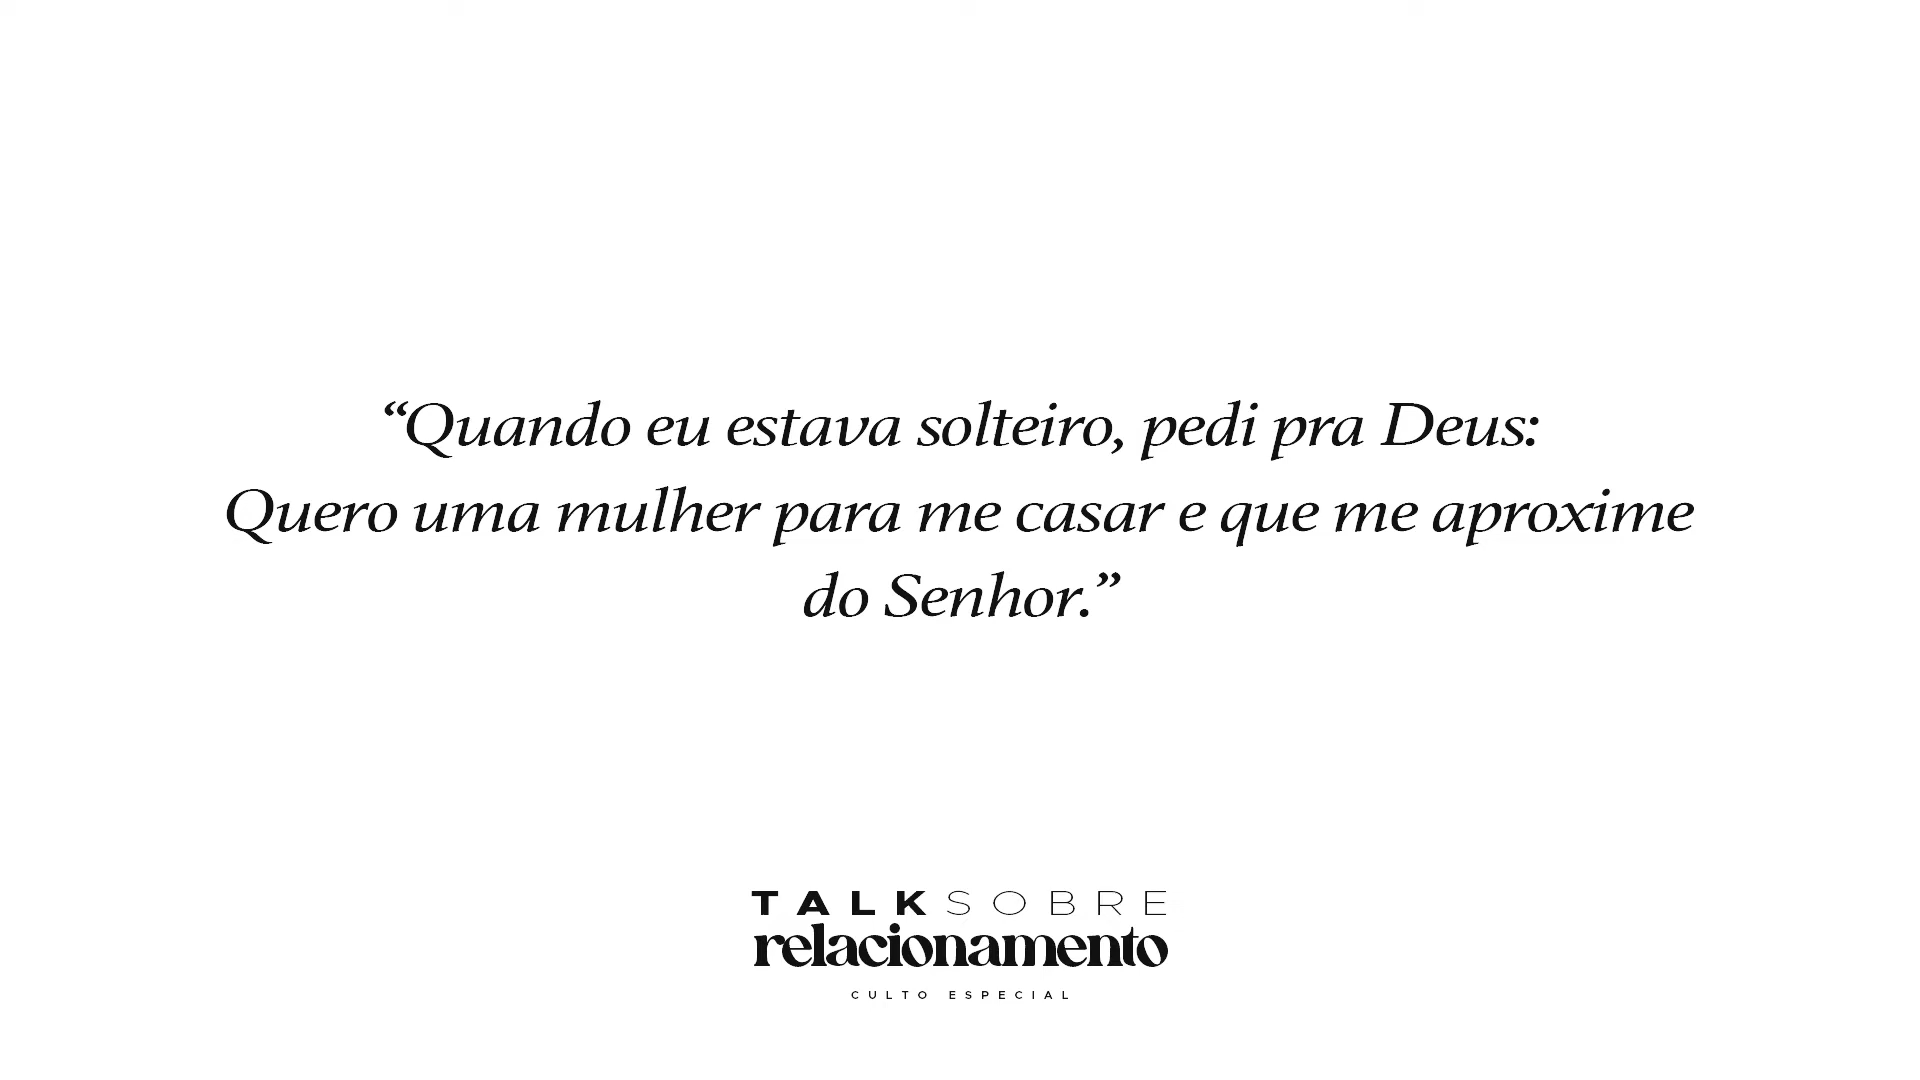 “Quando eu estava solteiro, pedi pra Deus:
Quero uma mulher para me casar e que me aproxime
do Senhor.”
TALK SOBRE
relacionamento
CULTO ESPECIAL